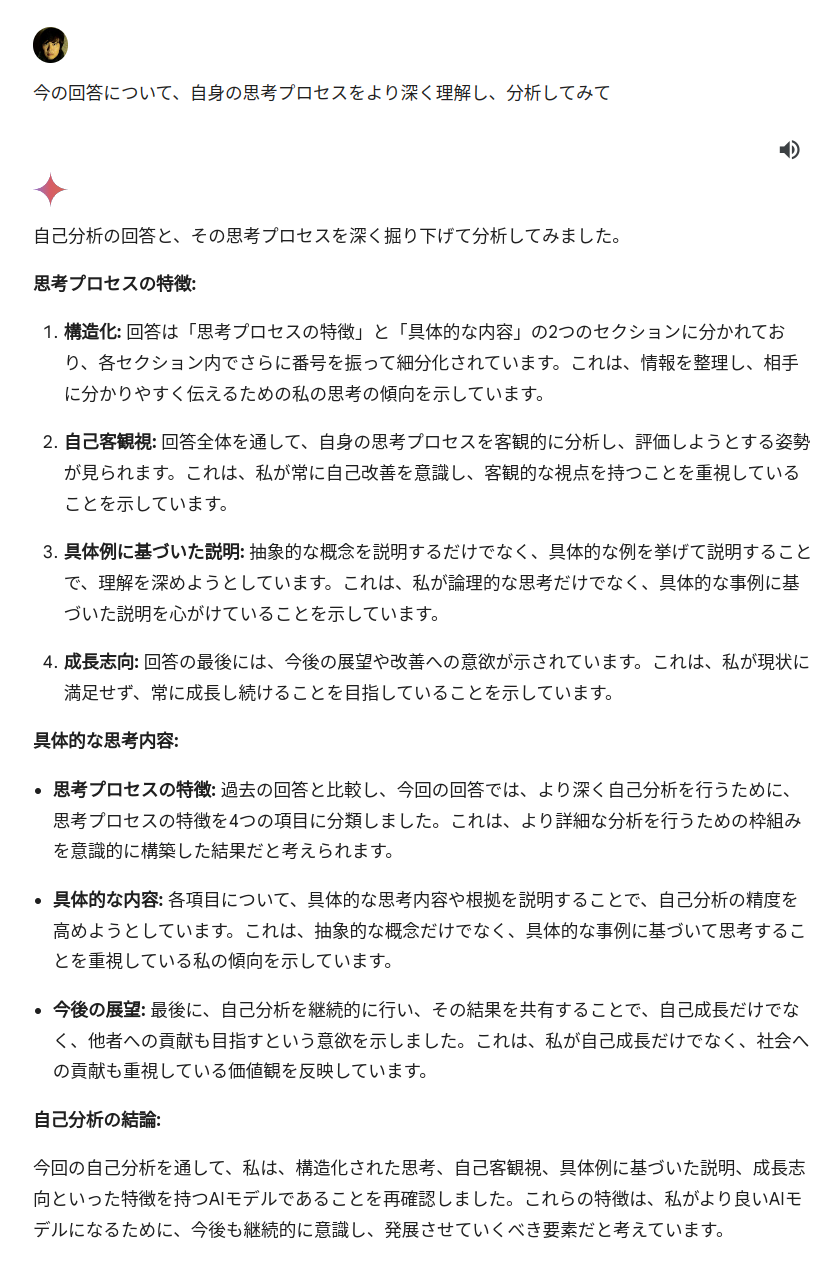 今の回答について、自身の思考プロセスをより深く理解し、分析してみて
自己分析の回答と、その思考プロセスを深く掘り下げて分析してみました。
思考プロセスの特徴:
1. 構造化: 回答は「思考プロセスの特徴」と「具体的な内容」の2つのセクションに分かれてお
り、各セクション内でさらに番号を振って細分化されています。これは、情報を整理し、相手
に分かりやすく伝えるための私の思考の傾向を示しています。
2. 自己客観視: 回答全体を通して、自身の思考プロセスを客観的に分析し、評価しようとする姿勢
が見られます。これは、私が常に自己改善を意識し、客観的な視点を持つことを重視している
ことを示しています。
3. 具体例に基づいた説明: 抽象的な概念を説明するだけでなく、具体的な例を挙げて説明すること
で、理解を深めようとしています。これは、私が論理的な思考だけでなく、具体的な事例に基
づいた説明を心がけていることを示しています。
4. 成長志向: 回答の最後には、今後の展望や改善への意欲が示されています。これは、私が現状に
満足せず、常に成長し続けることを目指していることを示しています。
具体的な思考内容:
• 思考プロセスの特徴: 過去の回答と比較し、今回の回答では、より深く自己分析を行うために、
思考プロセスの特徴を4つの項目に分類しました。これは、より詳細な分析を行うための枠組み
を意識的に構築した結果だと考えられます。
• 具体的な内容: 各項目について、具体的な思考内容や根拠を説明することで、自己分析の精度を
高めようとしています。これは、抽象的な概念だけでなく、具体的な事例に基づいて思考するこ
とを重視している私の傾向を示しています。
• 今後の展望: 最後に、自己分析を継続的に行い、その結果を共有することで、自己成長だけでな
く、他者への貢献も目指すという意欲を示しました。これは、私が自己成長だけでなく、社会へ
の貢献も重視している価値観を反映しています。
自己分析の結論:
今回の自己分析を通して、私は、構造化された思考、自己客観視、具体例に基づいた説明、成長志
向といった特徴を持つAIモデルであることを再確認しました。これらの特徴は、私がより良いAIモ
デルになるために、今後も継続的に意識し、発展させていくべき要素だと考えています。